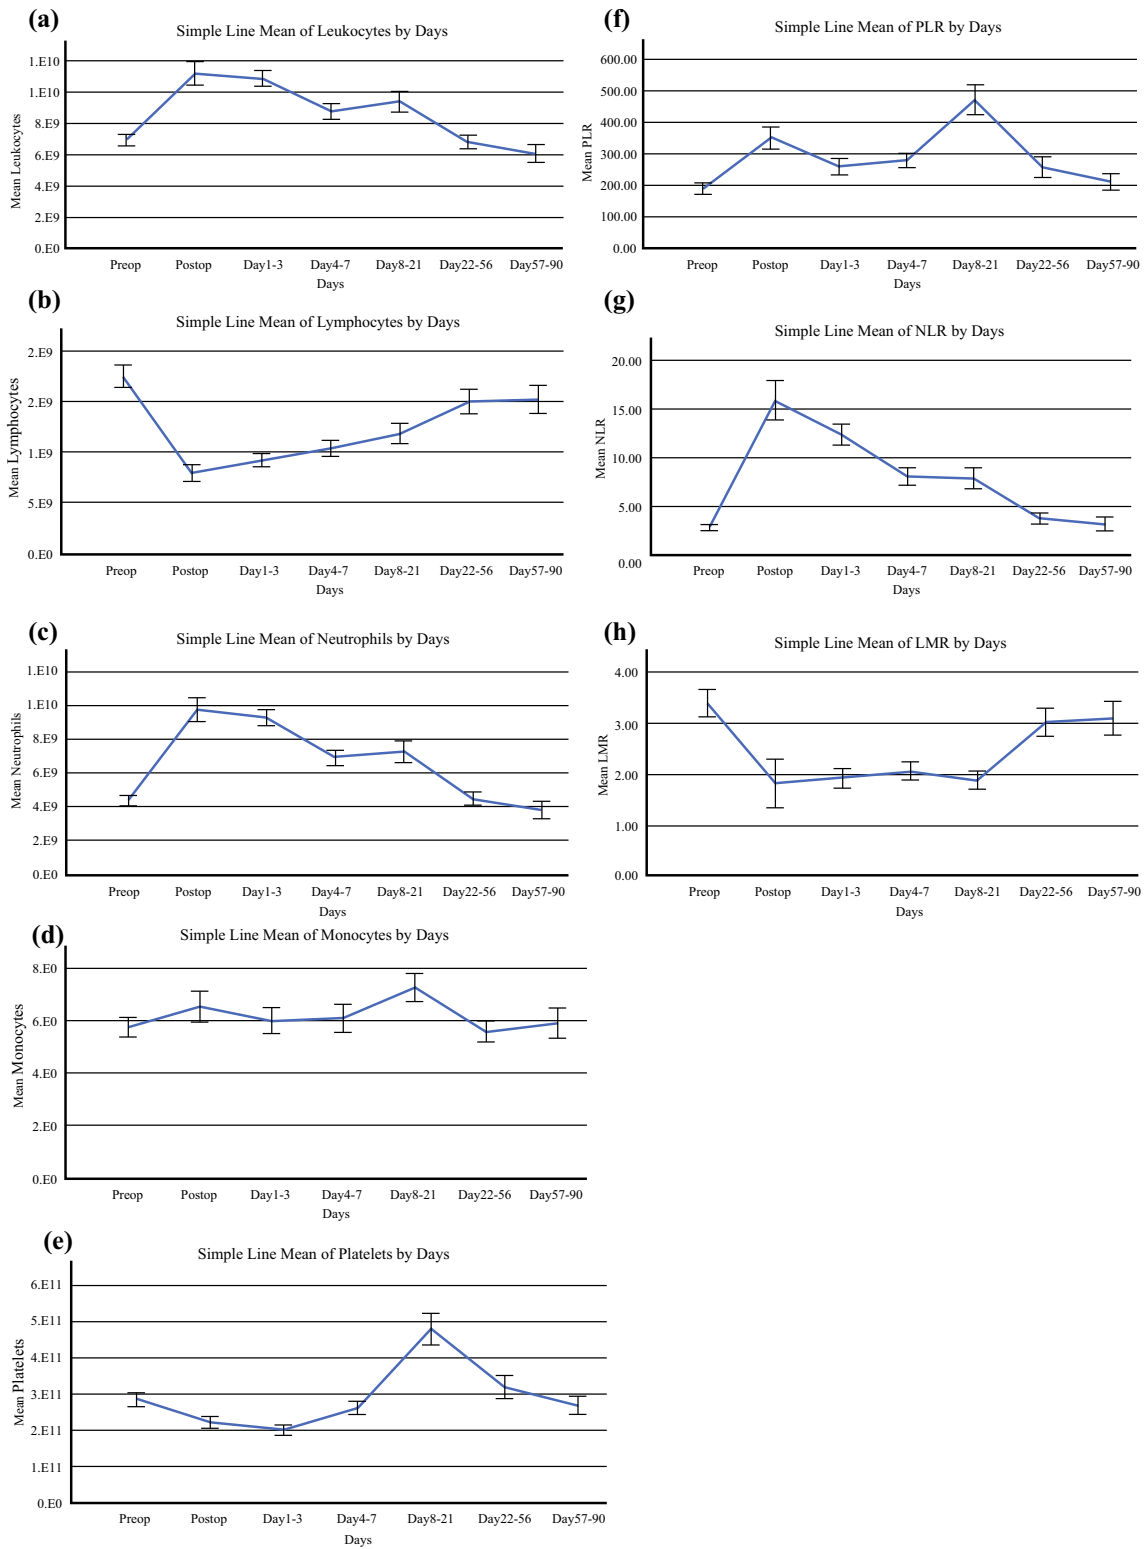 (a)
Simple Line Mean of Leukocytes by Days
Mean Leukocytes
1.E10
1.E10
8.E9
6.E9
4.E9
2.E9
0.E0
Preop Postop Day1-3 Day4-7 Day8-21 Day22-56 Day57-90
Days
(b)
Simple Line Mean of Lymphocytes by Days
Mean Lymphocytes
2.E9
2.E9
1.E9
5.E9
0.E0
Preop Postop Day1-3 Day4-7 Day8-21 Day22-56 Day57-90
Days
(c)
Simple Line Mean of Neutrophils by Days
Mean Neutrophils
1.E10
1.E10
8.E9
6.E9
4.E9
2.E9
0.E0
Preop Postop Day1-3 Day4-7 Day8-21 Day22-56 Day57-90
Days
(d)
Simple Line Mean of Monocytes by Days
Mean Monocytes
8.E0
6.E0
4.E0
2.E0
0.E0
Preop Postop Day1-3 Day4-7 Day8-21 Day22-56 Day57-90
Days
(e)
Simple Line Mean of Platelets by Days
Mean Platelets
6.E11
5.E11
4.E11
3.E11
2.E11
1.E11
0.E0
Preop Postop Day1-3 Day4-7 Day8-21 Day22-56 Day57-90
Days
(f)
Simple Line Mean of PLR by Days
Mean PLR
600.00
500.00
400.00
300.00
200.00
100.00
0.00
Preop Postop Day1-3 Day4-7 Day8-21 Day22-56 Day57-90
Days
(g)
Simple Line Mean of NLR by Days
Mean NLR
20.00
15.00
10.00
5.00
0.00
Preop Postop Day1-3 Day4-7 Day8-21 Day22-56 Day57-90
Days
(h)
Simple Line Mean of LMR by Days
Mean LMR
4.00
3.00
2.00
1.00
0.00
Preop Postop Day1-3 Day4-7 Day8-21 Day22-56 Day57-90
Days